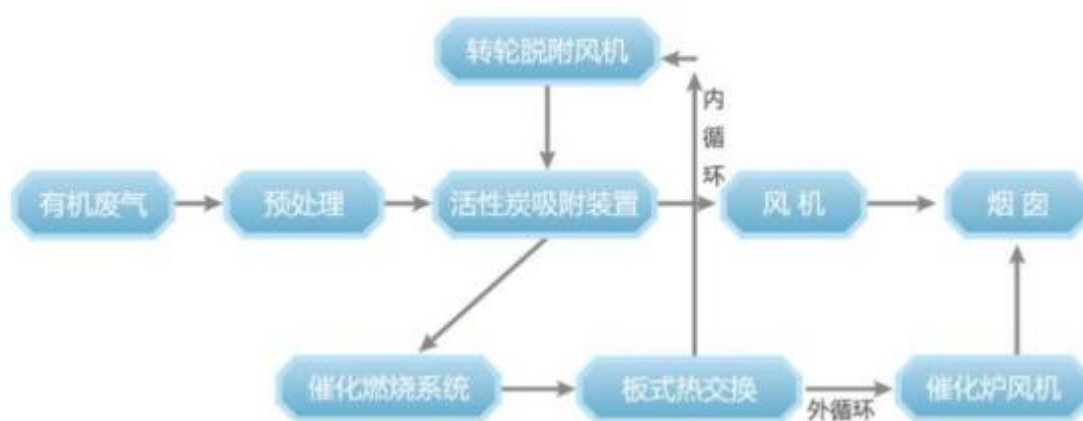 转轮脱附风机
内循环
有机废气
预处理
活性炭吸附装置
风机
烟囱
催化燃烧系统
板式热交换
外循环
催化炉风机